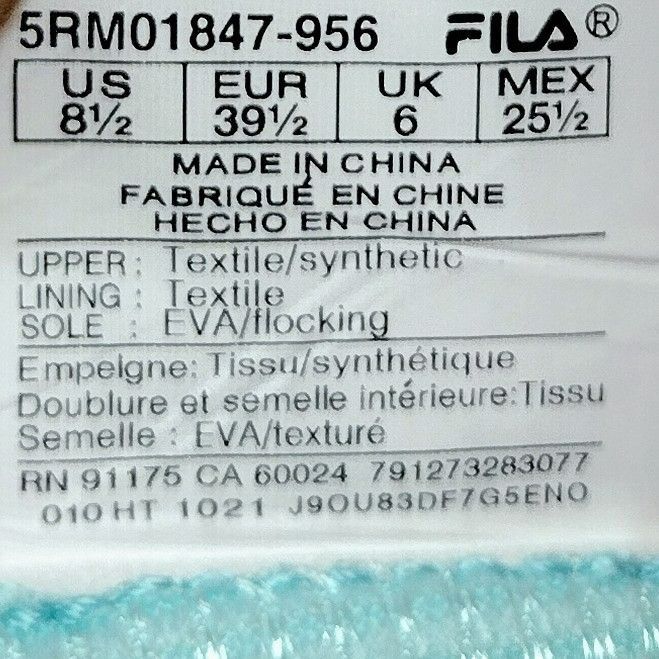 5RM01847-956 FILA®
US EUR UK MEX
8½ 39½ 6 25½
MADE IN CHINA
FABRIQUÉ EN CHINE
HECHO EN CHINA
UPPER: Textile/synthetic
LINING : Textile
SOLE : EVA/flocking
Empeigne: Tissu/synthétique
Doublure et semelle intérieure:Tissu
Semelle : EVA/texturé
RN 91175 CA 60024 791273283077
010 HT 1021 J9OU83DF7G5ENO